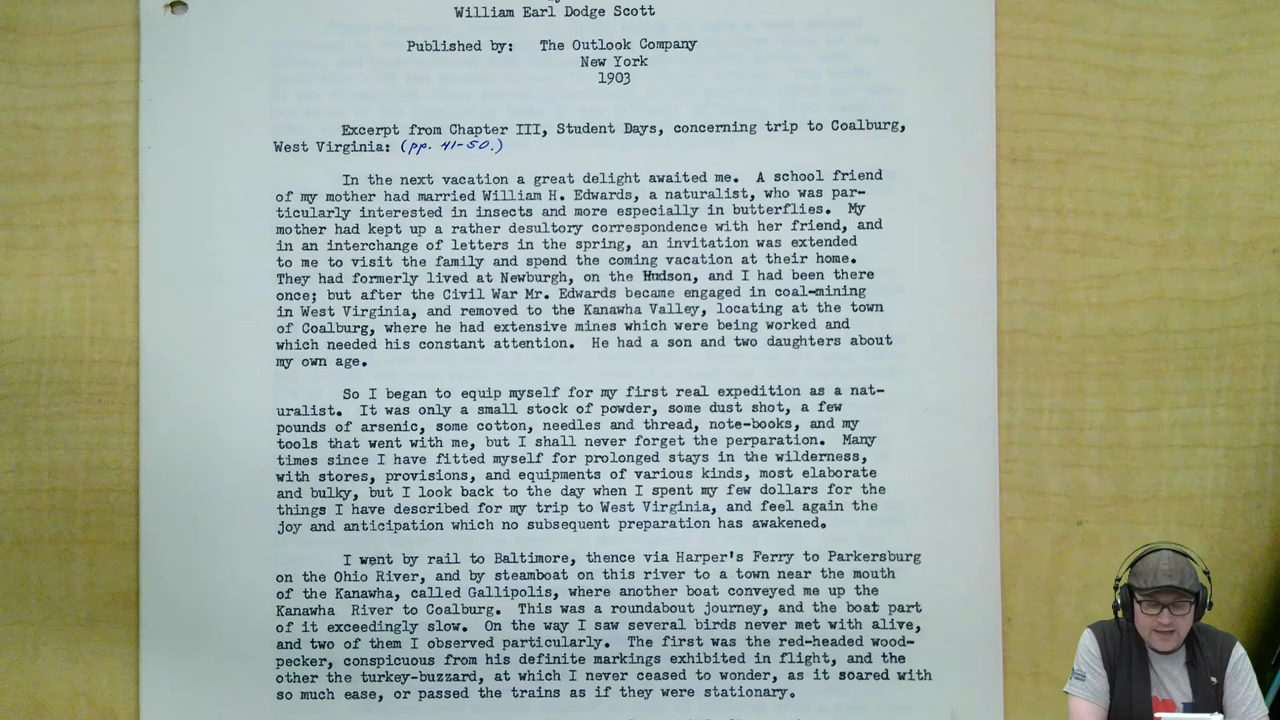 William Earl Dodge Scott
Published by: The Outlook Company
New York
1903
Excerpt from Chapter III, Student Days, concerning trip to Coalburg,
West Virginia: (pp. 41-50.)
In the next vacation a great delight awaited me. A school friend
of my mother had married William H. Edwards, a naturalist, who was par-
ticularly interested in insects and more especially in butterflies. My
mother had kept up a rather desultory correspondence with her friend, and
in an interchange of letters in the spring, an invitation was extended
to me to visit the family and spend the coming vacation at their home.
They had formerly lived at Newburgh, on the Hudson, and I had been there
once; but after the Civil War Mr. Edwards became engaged in coal-mining
in West Virginia, and removed to the Kanawha Valley, locating at the town
of Coalburg, where he had extensive mines which were being worked and
which needed his constant attention. He had a son and two daughters about
my own age.
So I began to equip myself for my first real expedition as a nat-
uralist. It was only a small stock of powder, some dust shot, a few
pounds of arsenic, some cotton, needles and thread, note-books, and my
tools that went with me, but I shall never forget the perparation. Many
times since I have fitted myself for prolonged stays in the wilderness,
with stores, provisions, and equipments of various kinds, most elaborate
and bulky, but I look back to the day when I spent my few dollars for the
things I have described for my trip to West Virginia, and feel again the
joy and anticipation which no subsequent preparation has awakened.
I went by rail to Baltimore, thence via Harper's Ferry to Parkersburg
on the Ohio River, and by steamboat on this river to a town near the mouth
of the Kanawha, called Gallipolis, where another boat conveyed me up the
Kanawha River to Coalburg. This was a roundabout journey, and the boat part
of it exceedingly slow. On the way I saw several birds never met with alive,
and two of them I observed particularly. The first was the red-headed wood-
pecker, conspicuous from his definite markings exhibited in flight, and the
other the turkey-buzzard, at which I never ceased to wonder, as it soared with
so much ease, or passed the trains as if they were stationary.